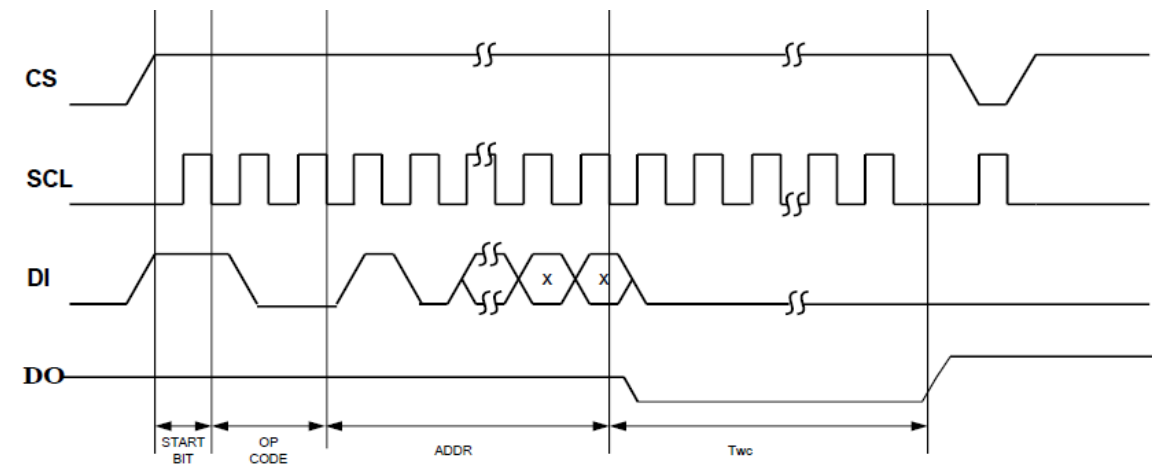 CS
SCL
DI
X X
DO
START
BIT
OP
CODE
ADDR
Twc